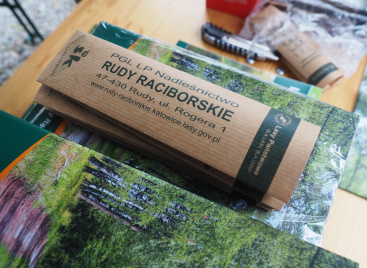 PGL LP Nadleśnictwo
RUDY RACIBORSKIE
47-430 Rudy, ul. Rogera 1
www.rudy-raciborskie.katowice.lasy.gov.pl
Lasy Państwowe